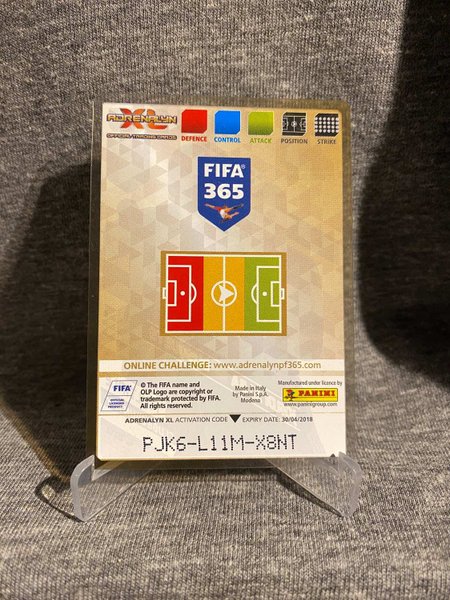 ADRENALYN
XL
OFFICIAL TRADING CARDS
DEFENCE CONTROL ATTACK POSITION STRIKE
FIFA®
365
ONLINE CHALLENGE: www.adrenalynpf365.com
FIFA®
OFFICIAL
LICENSED
PRODUCT
© The FIFA name and
OLP Logo are copyright or
trademark protected by FIFA.
All rights reserved.
Made in Italy
by Panini S.p.A.
Modena
Manufactured under licence by
PANINI
www.paninigroup.com
ADRENALYN XL ACTIVATION CODE EXPIRY DATE: 30/04/2018
PJK6-L11M-X8NT